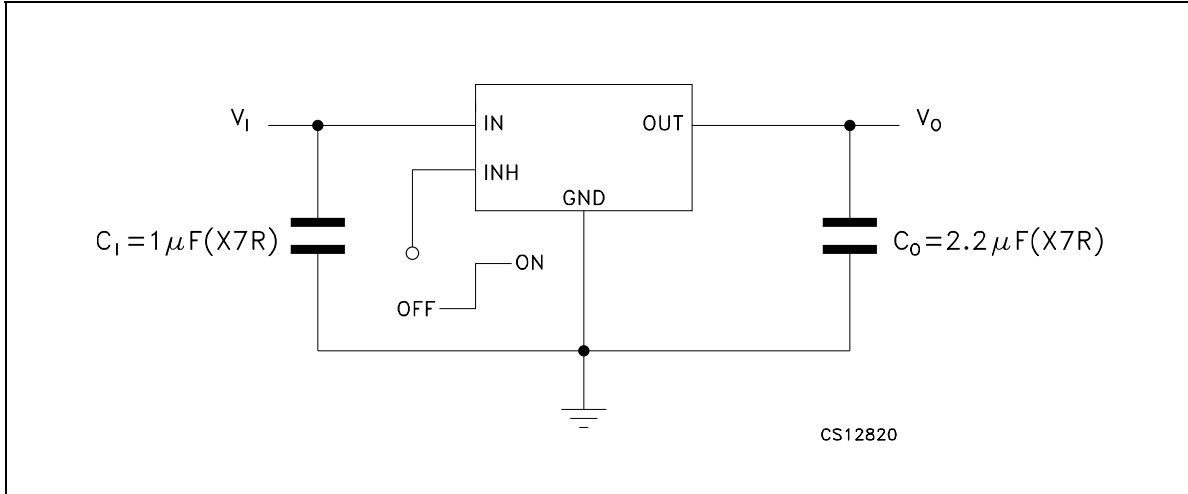 V_I
IN
OUT
V_O
INH
GND
C_I=1μF(X7R)
C_O=2.2μF(X7R)
ON
OFF
CS12820